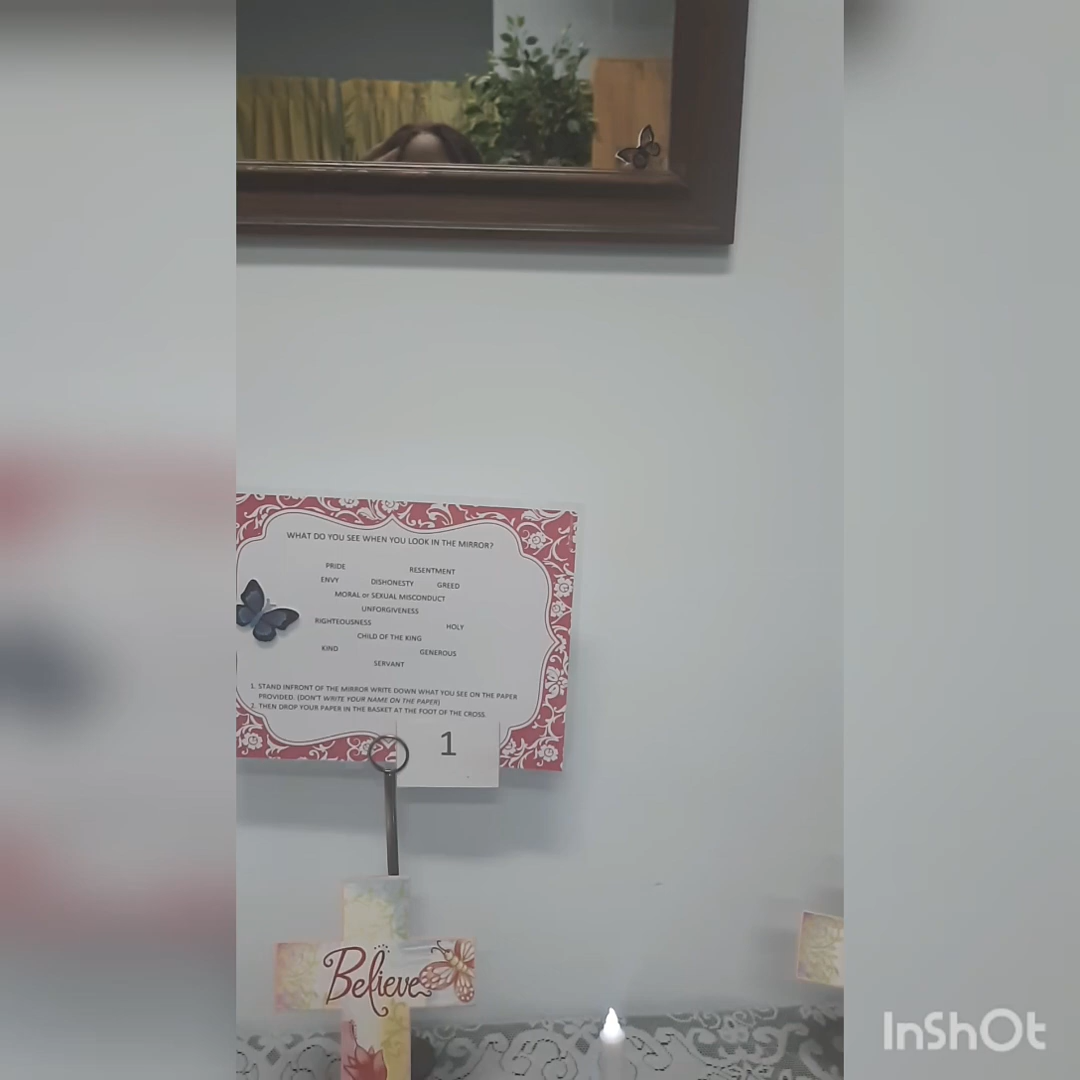 WHAT DO YOU SEE WHEN YOU LOOK IN THE MIRROR?
PRIDE RESENTMENT
ENVY DISHONESTY GREED
MORAL or SEXUAL MISCONDUCT
UNFORGIVENESS
RIGHTEOUSNESS HOLY
CHILD OF THE KING
KIND GENEROUS
SERVANT
1. STAND INFRONT OF THE MIRROR WRITE DOWN WHAT YOU SEE ON THE PAPER
PROVIDED. (DON'T WRITE YOUR NAME ON THE PAPER)
2. THEN DROP YOUR PAPER IN THE BASKET AT THE FOOT OF THE CROSS.
1
Believe
InShOt